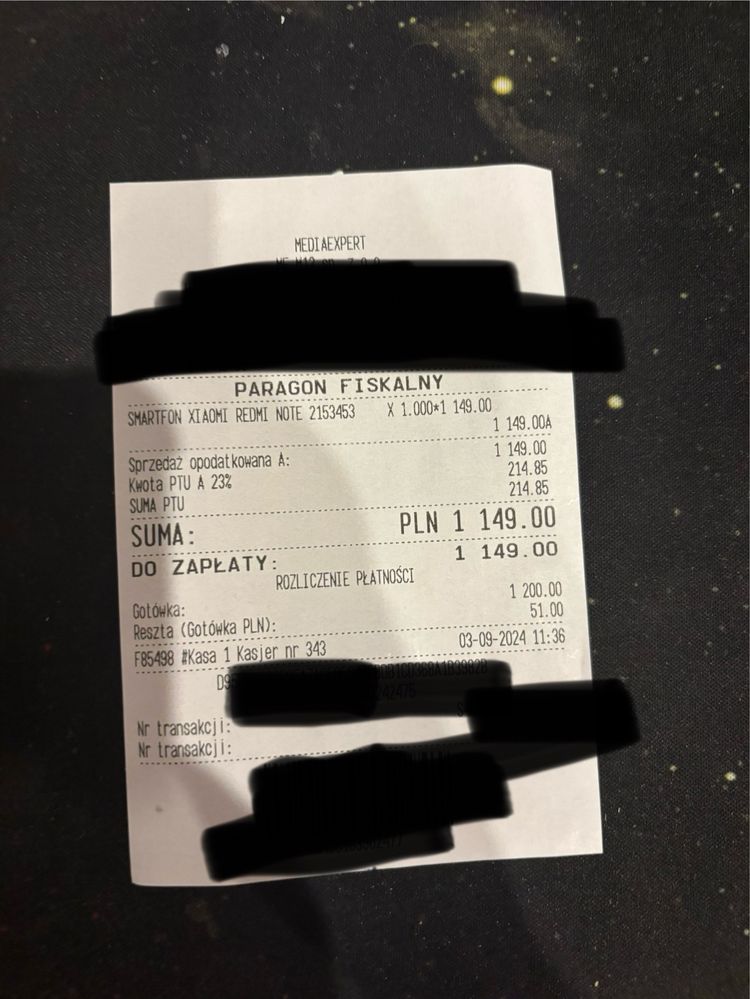 MEDIAEXPERT
PARAGON FISKALNY
SMARTFON XIAOMI REDMI NOTE 2153453 X 1.000*1 149.00
1 149.00A
Sprzedaż opodatkowana A: 1 149.00
Kwota PTU A 23% 214.85
SUMA PTU 214.85
SUMA: PLN 1 149.00
DO ZAPŁATY: 1 149.00
ROZLICZENIE PŁATNOŚCI
Gotówka: 1 200.00
Reszta (Gotówka PLN): 51.00
F85498 #Kasa 1 Kasjer nr 343 03-09-2024 11:36
Nr transakcji:
Nr transakcji: